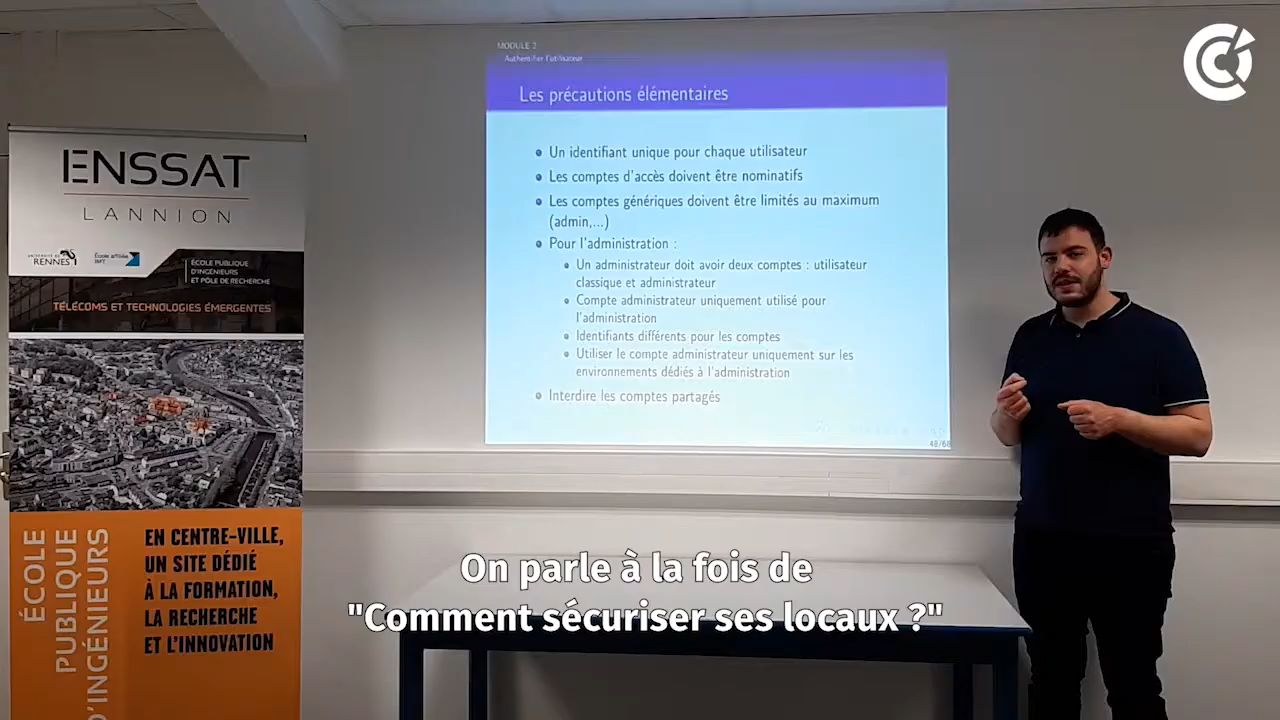 MODULE 2
Authentifier l'utilisateur
Les précautions élémentaires
Un identifiant unique pour chaque utilisateur
Les comptes d'accès doivent être nominatifs
Les comptes génériques doivent être limités au maximum
(admin,...)
Pour l'administration :
Un administrateur doit avoir deux comptes : utilisateur
classique et administrateur
Compte administrateur uniquement utilisé pour
l'administration
Identifiants différents pour les comptes
Utiliser le compte administrateur uniquement sur les
environnements dédiés à l'administration
Interdire les comptes partagés
48/68
ENSSAT
LANNION
UNIVERSITÉ DE
RENNES
École affiliée
IMT
ÉCOLE PUBLIQUE
D'INGÉNIEURS
ET PÔLE DE RECHERCHE
TÉLÉCOMS ET TECHNOLOGIES ÉMERGENTES
ÉCOLE
PUBLIQUE
D'INGÉNIEURS
EN CENTRE-VILLE,
UN SITE DÉDIÉ
À LA FORMATION,
LA RECHERCHE
ET L'INNOVATION
On parle à la fois de
"Comment sécuriser ses locaux ?"